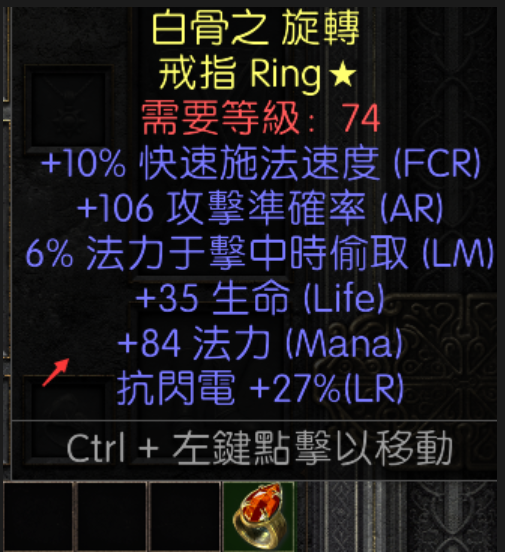 白骨之 旋轉
戒指 Ring★
需要等級: 74
+10% 快速施法速度 (FCR)
+106 攻擊準確率 (AR)
6% 法力于擊中時偷取 (LM)
+35 生命 (Life)
+84 法力 (Mana)
抗閃電 +27%(LR)
Ctrl + 左鍵點擊以移動